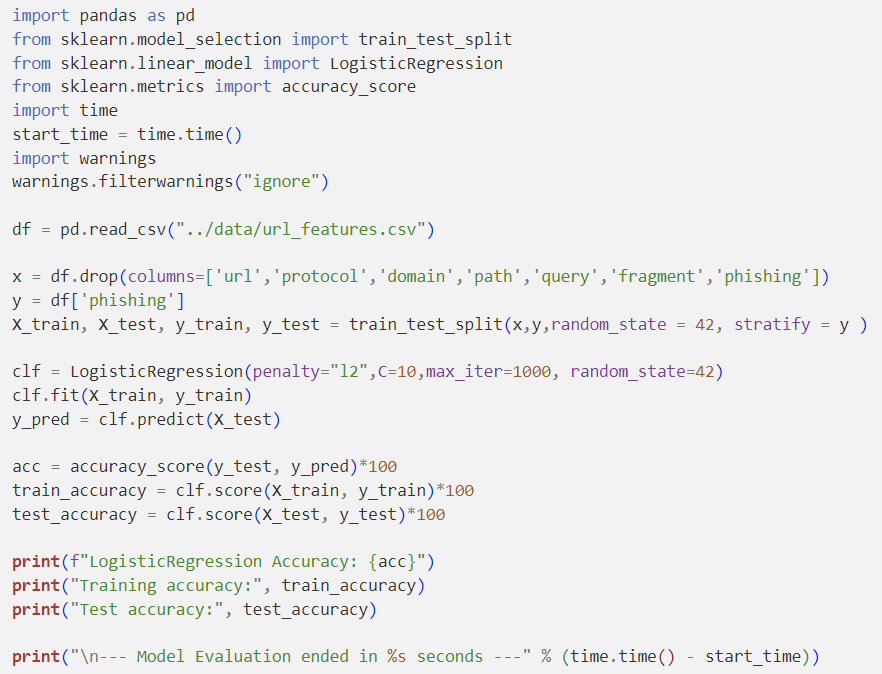 import pandas as pd
from sklearn.model_selection import train_test_split
from sklearn.linear_model import LogisticRegression
from sklearn.metrics import accuracy_score
import time
start_time = time.time()
import warnings
warnings.filterwarnings("ignore")

df = pd.read_csv("../data/url_features.csv")

x = df.drop(columns=['url','protocol','domain','path','query','fragment','phishing'])
y = df['phishing']
X_train, X_test, y_train, y_test = train_test_split(x,y,random_state = 42, stratify = y )

clf = LogisticRegression(penalty="l2",C=10,max_iter=1000, random_state=42)
clf.fit(X_train, y_train)
y_pred = clf.predict(X_test)

acc = accuracy_score(y_test, y_pred)*100
train_accuracy = clf.score(X_train, y_train)*100
test_accuracy = clf.score(X_test, y_test)*100

print(f"LogisticRegression Accuracy: {acc}")
print("Training accuracy:", train_accuracy)
print("Test accuracy:", test_accuracy)

print("\n--- Model Evaluation ended in %s seconds ---" % (time.time() - start_time))